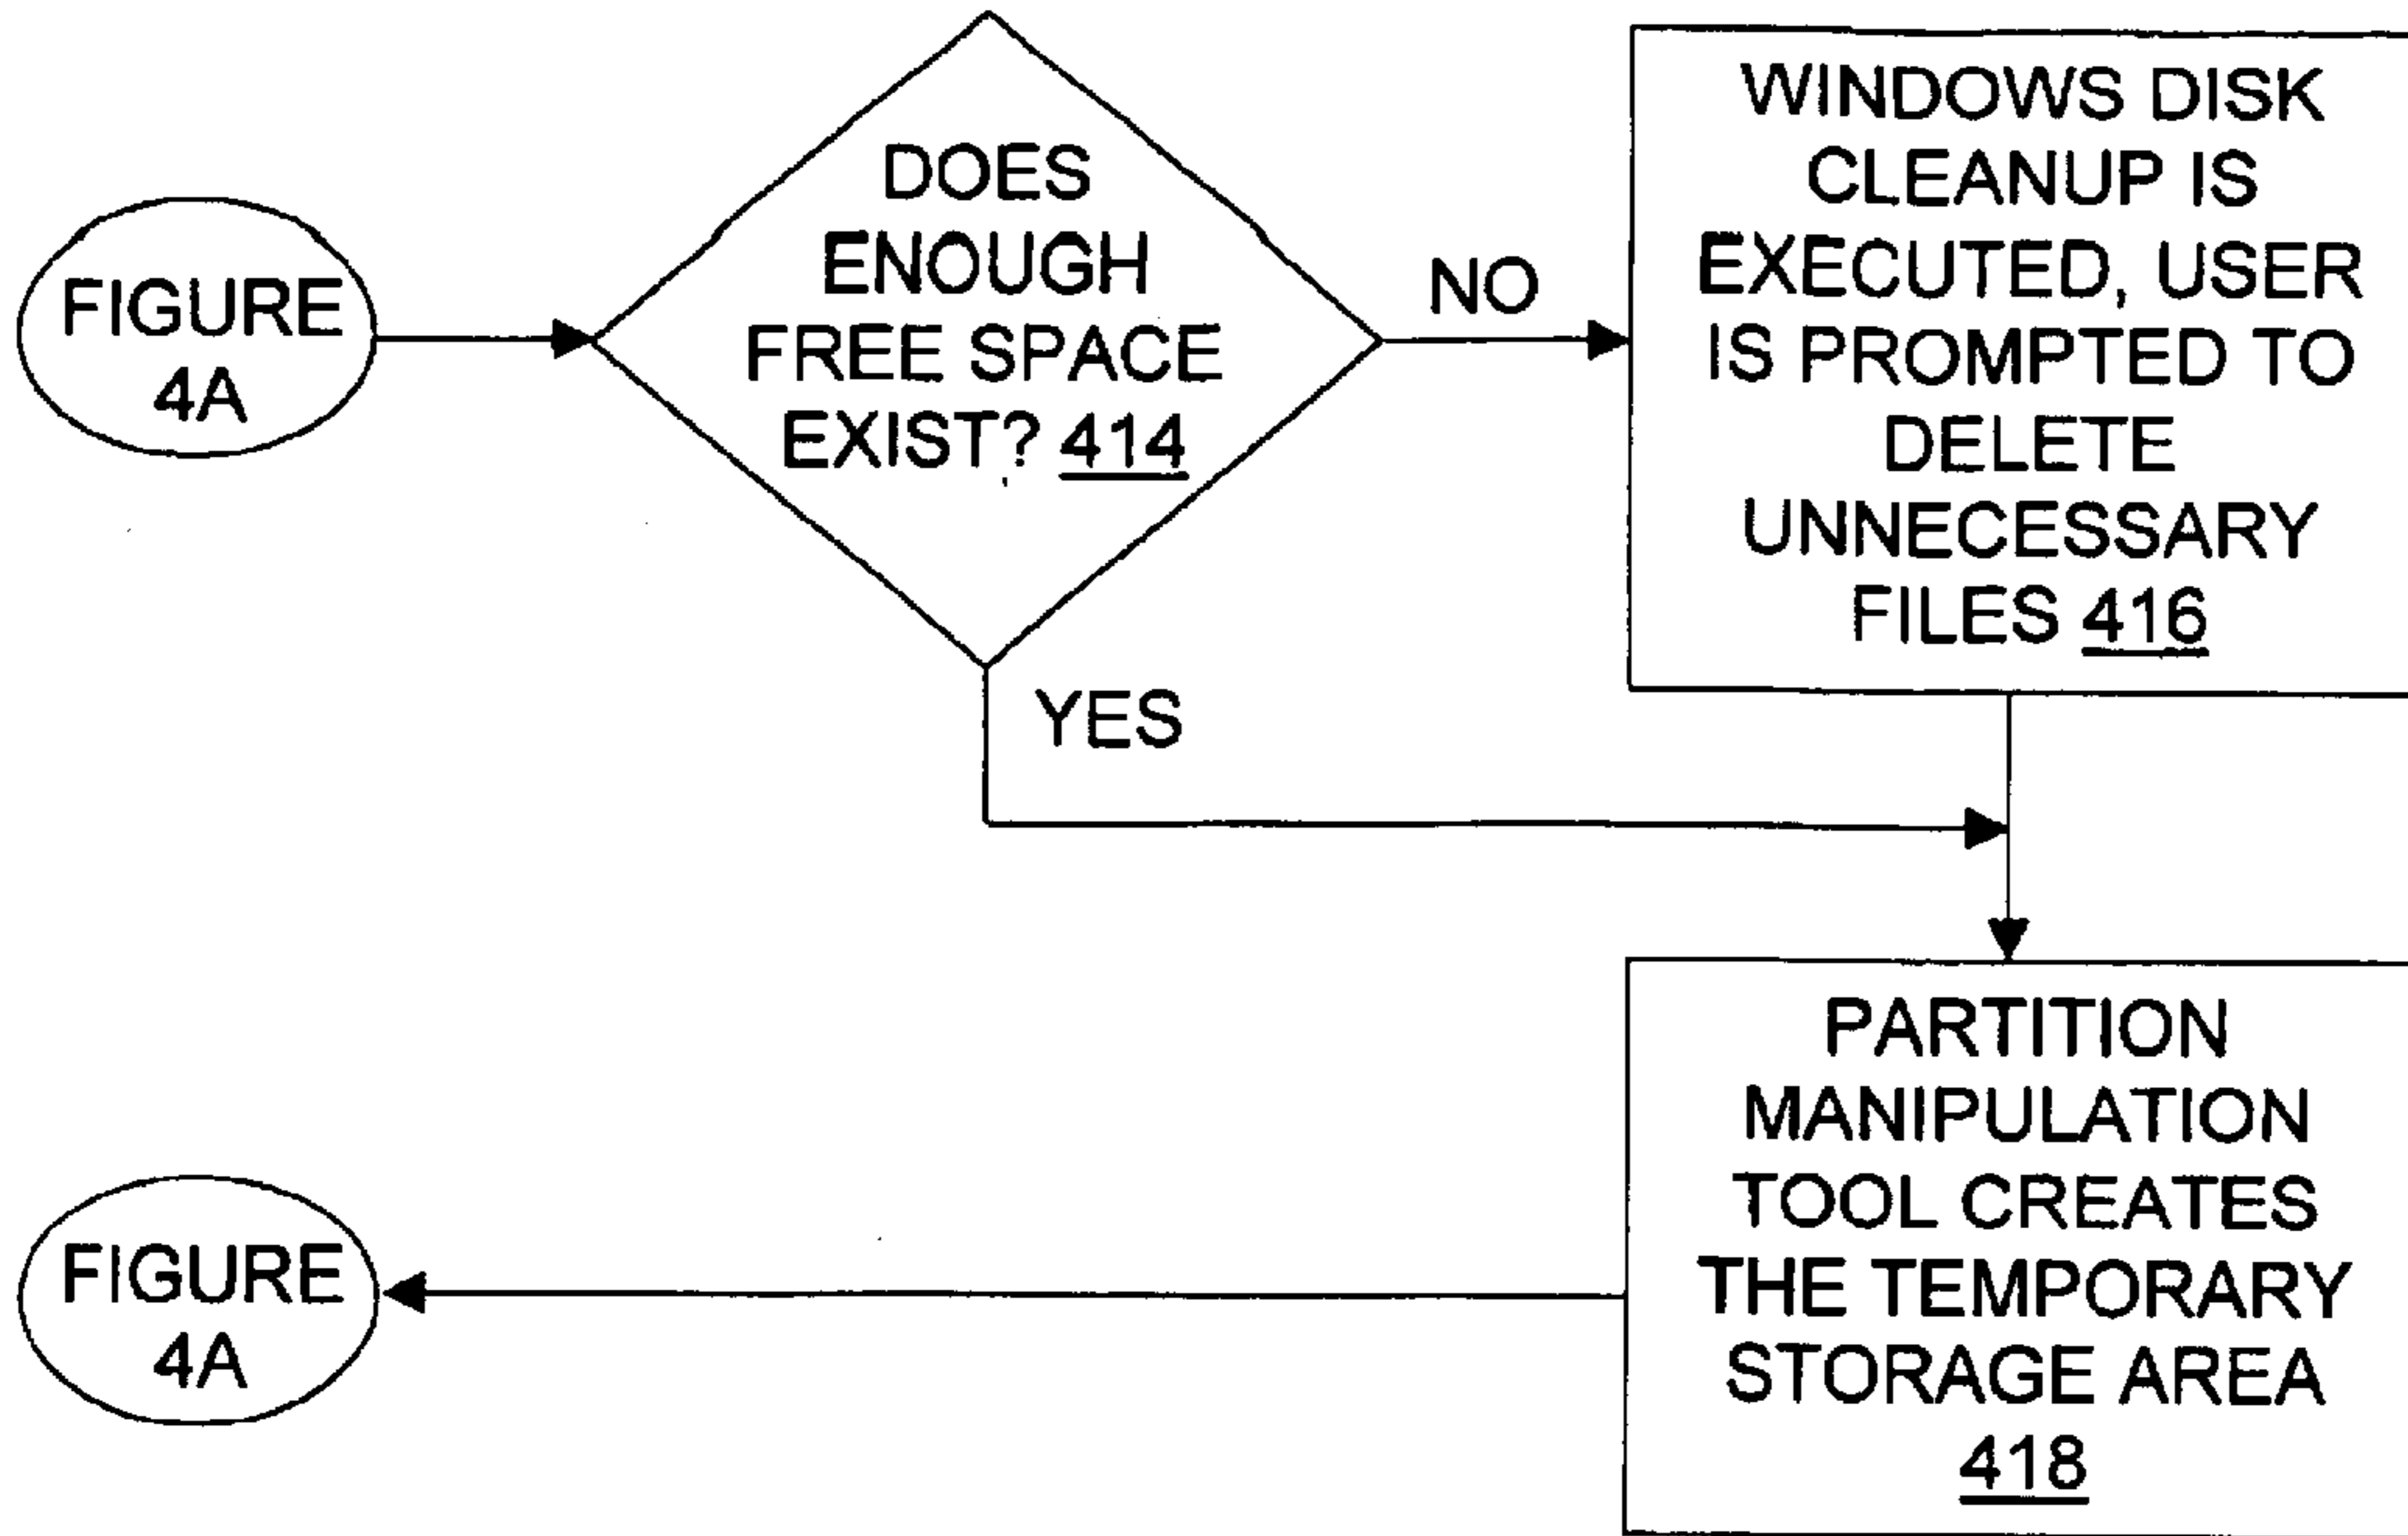 FIGURE
4A
DOES
ENOUGH
FREE SPACE
EXIST? 414
NO
YES
WINDOWS DISK
CLEANUP IS
EXECUTED, USER
IS PROMPTED TO
DELETE
UNNECESSARY
FILES 416
PARTITION
MANIPULATION
TOOL CREATES
THE TEMPORARY
STORAGE AREA
418
FIGURE
4A